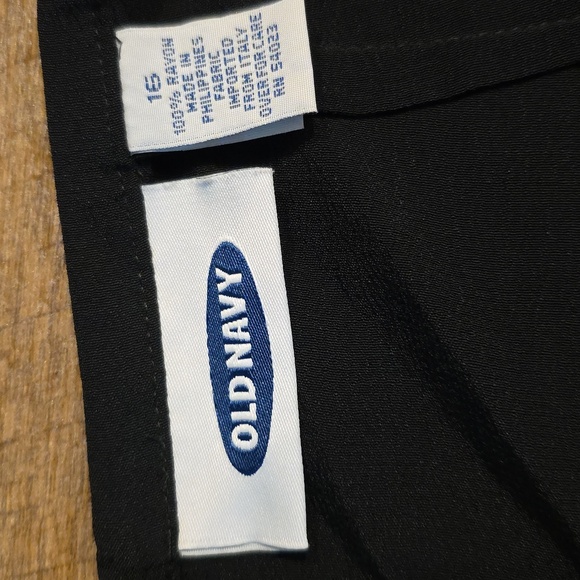 16
100% RAYON
MADE IN
PHILIPPINES
FABRIC
IMPORTED
FROM ITALY
OVER FOR CARE
RN 54023
OLD NAVY